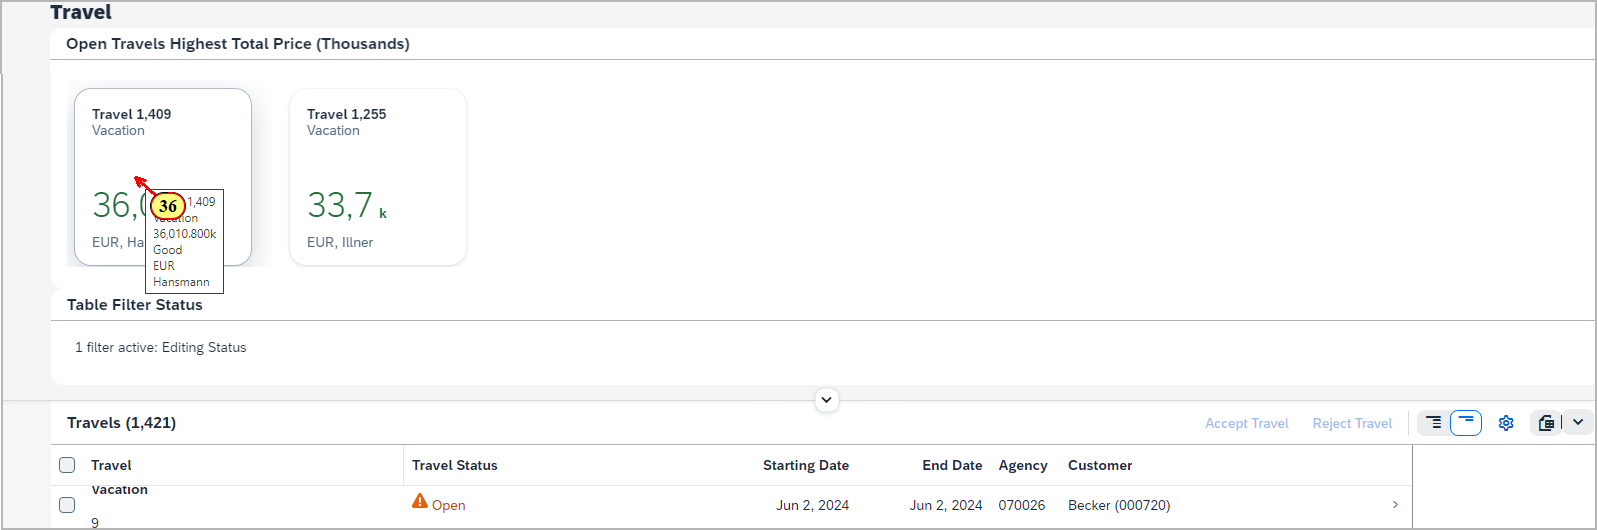 Travel
Open Travels Highest Total Price (Thousands)
Travel 1,409
Vacation
36,
EUR, Ha
36
1,409
Vacation
36,010.800k
Good
EUR
Hansmann
Travel 1,255
Vacation
33,7 k
EUR, Illner
Table Filter Status
1 filter active: Editing Status
Travels (1,421)
Accept Travel
Reject Travel
Travel
Travel Status
Starting Date
End Date
Agency
Customer
Vacation
9
Open
Jun 2, 2024
Jun 2, 2024
070026
Becker (000720)